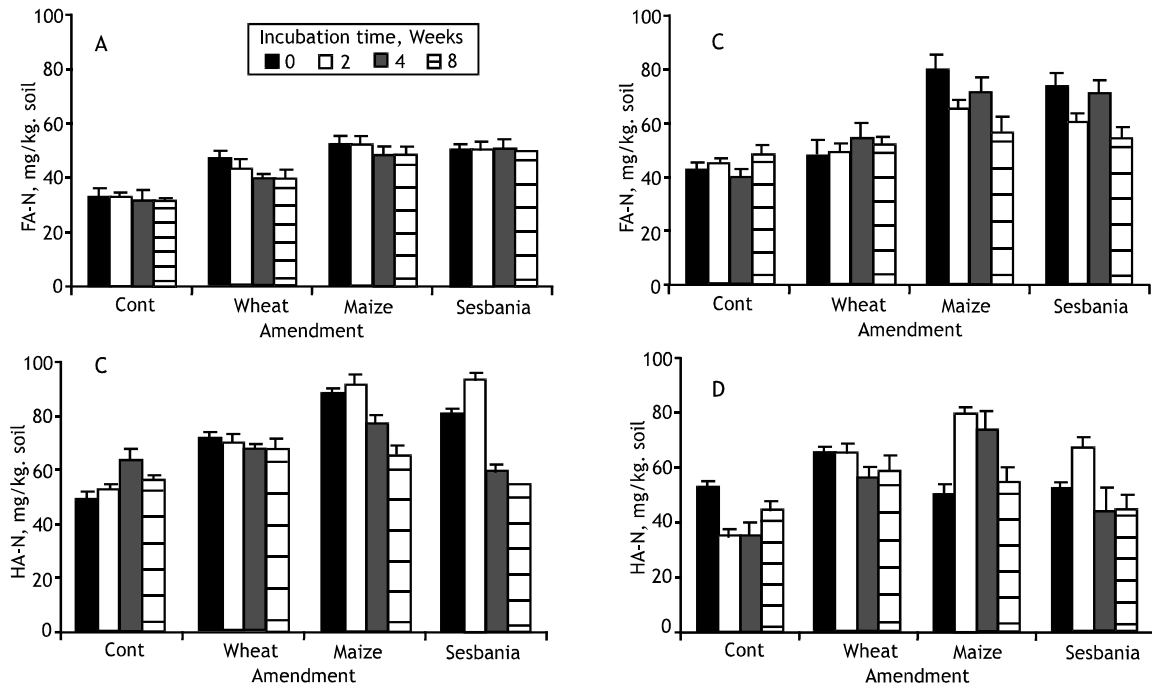 A
Incubation time, Weeks
0 2 4 8
FA-N, mg/kg. soil
100
80
60
40
20
0
Cont Wheat Maize Sesbania
Amendment
C
FA-N, mg/kg. soil
100
80
60
40
20
0
Cont Wheat Maize Sesbania
Amendment
C
HA-N, mg/kg. soil
100
80
60
40
20
0
Cont Wheat Maize Sesbania
Amendment
D
HA-N, mg/kg. soil
100
80
60
40
20
0
Cont Wheat Maize Sesbania
Amendment